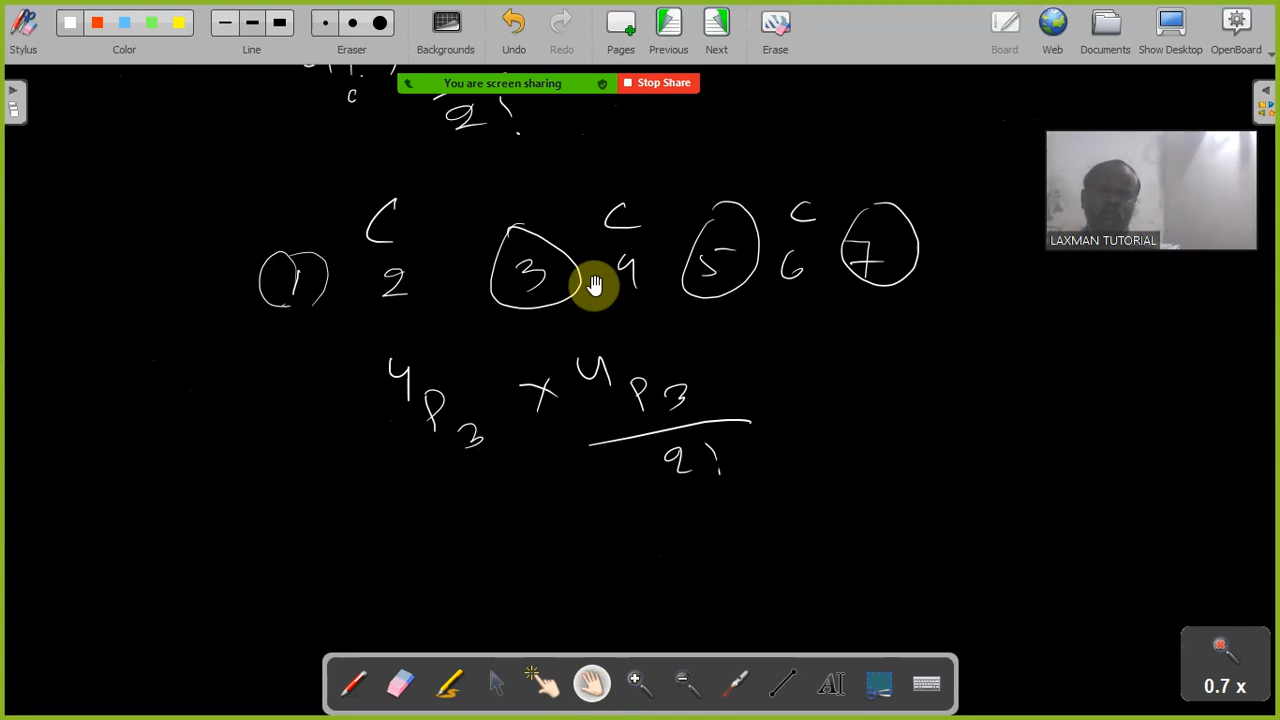 Stylus
Color
Line
Eraser
Backgrounds
Undo
Redo
Pages
Previous
Next
Erase
Board
Web
Documents
Show Desktop
OpenBoard
You are screen sharing
Stop Share
c
2!
C C C
1 2 3 4 5 6 7
4P3 × 4P3
2!
LAXMAN TUTORIAL
AI
0.7 x